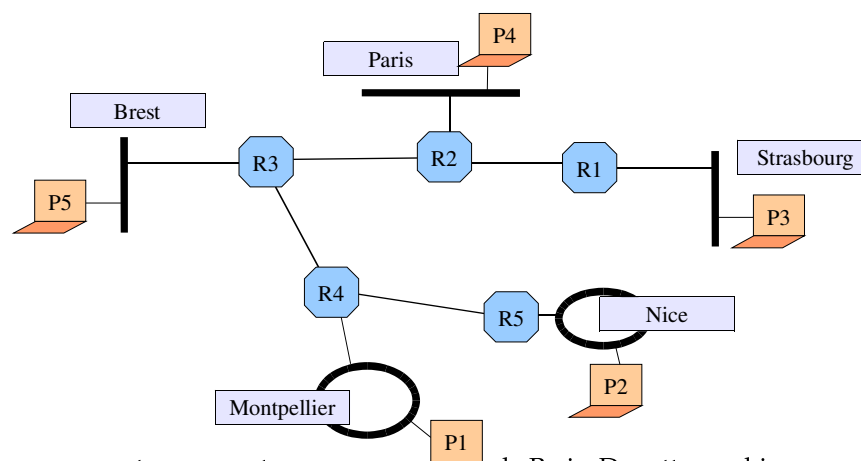 P4
Paris
Brest
R3
R2
R1
Strasbourg
P5
P3
R4
R5
Nice
P2
Montpellier
P1